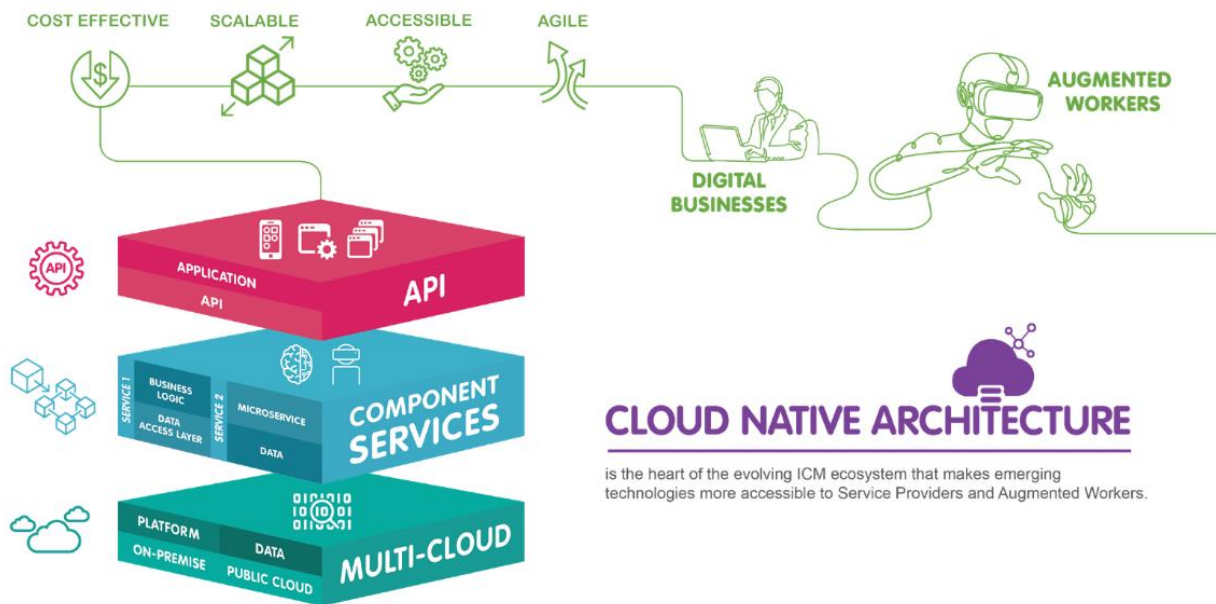 COST EFFECTIVE
SCALABLE
ACCESSIBLE
AGILE
$
AUGMENTED
WORKERS
DIGITAL
BUSINESSES
API
APPLICATION
API
API
SERVICE 1
BUSINESS
LOGIC
DATA
ACCESS LAYER
SERVICE 2
MICROSERVICE
DATA
COMPONENT
SERVICES
PLATFORM
DATA
ON-PREMISE
PUBLIC CLOUD
MULTI-CLOUD
CLOUD NATIVE ARCHITECTURE
is the heart of the evolving ICM ecosystem that makes emerging
technologies more accessible to Service Providers and Augmented Workers.